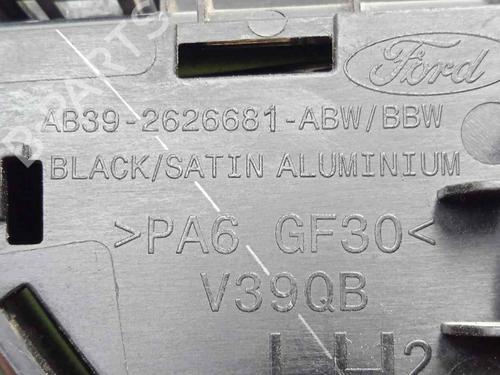 Ford
AB39-2626681-ABW/BBW
BLACK/SATIN ALUMINIUM
>PA6 GF30<
V39QB